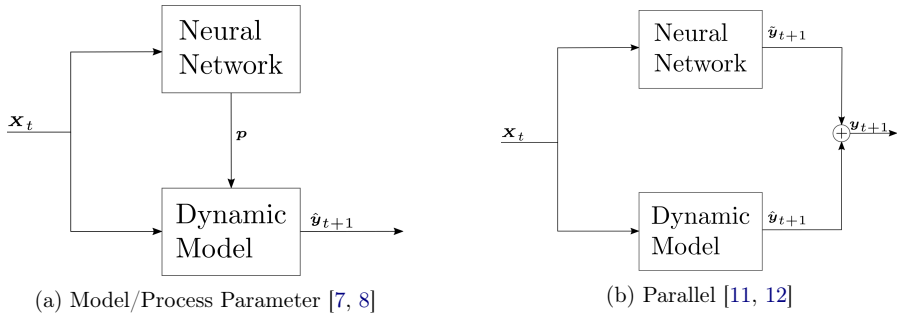 Neural
Network
x_t
p
Dynamic
Model
ŷ_{t+1}
(a) Model/Process Parameter [7, 8]
Neural
Network
ỹ_{t+1}
x_t
+
y_{t+1}
Dynamic
Model
ŷ_{t+1}
(b) Parallel [11, 12]